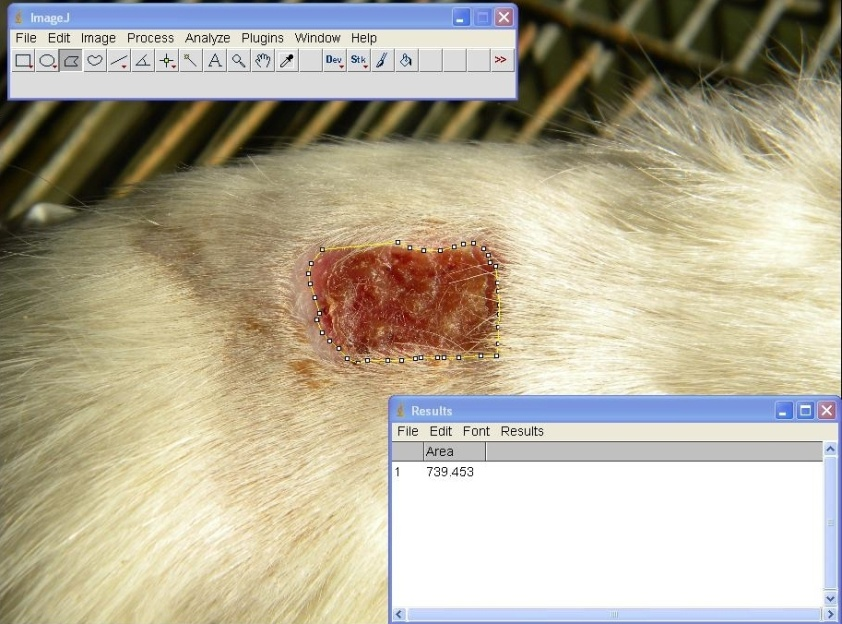 ImageJ
File Edit Image Process Analyze Plugins Window Help
A Dev Stk >>
Results
File Edit Font Results
Area
1 739.453